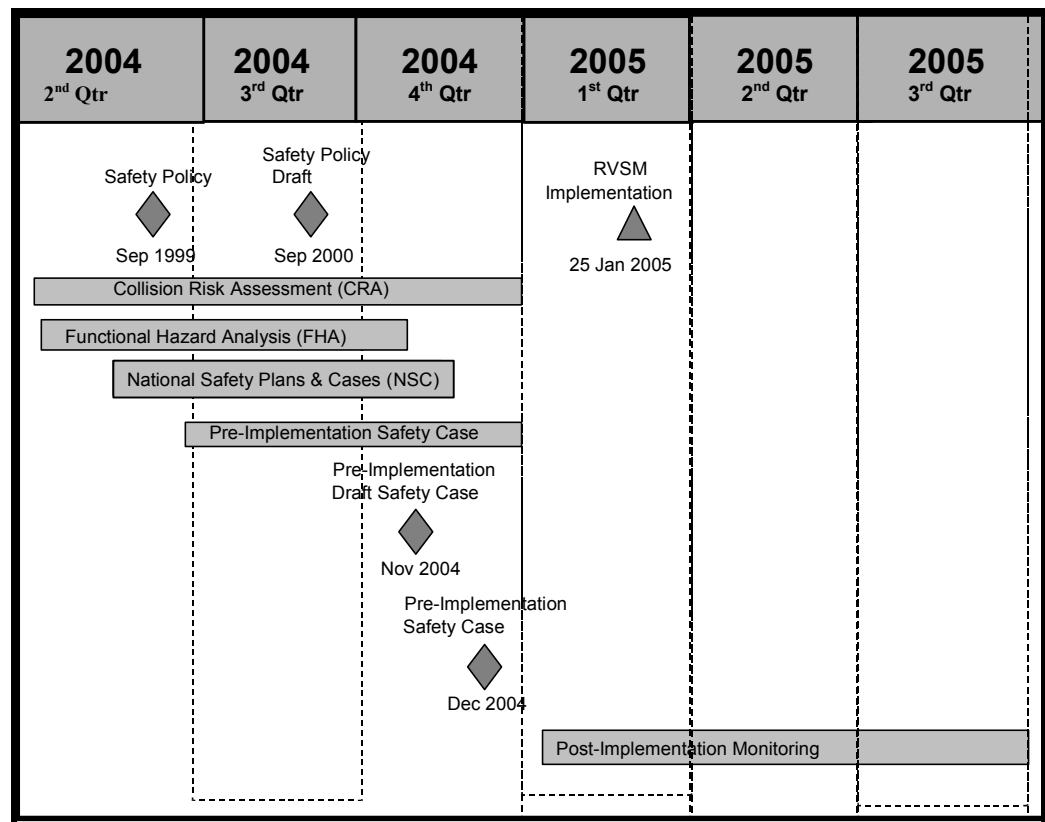 2004
2nd Qtr
2004
3rd Qtr
2004
4th Qtr
2005
1st Qtr
2005
2nd Qtr
2005
3rd Qtr
Safety Policy
Sep 1999
Safety Policy
Draft
Sep 2000
RVSM
Implementation
25 Jan 2005
Collision Risk Assessment (CRA)
Functional Hazard Analysis (FHA)
National Safety Plans & Cases (NSC)
Pre-Implementation Safety Case
Pre-Implementation
Draft Safety Case
Nov 2004
Pre-Implementation
Safety Case
Dec 2004
Post-Implementation Monitoring